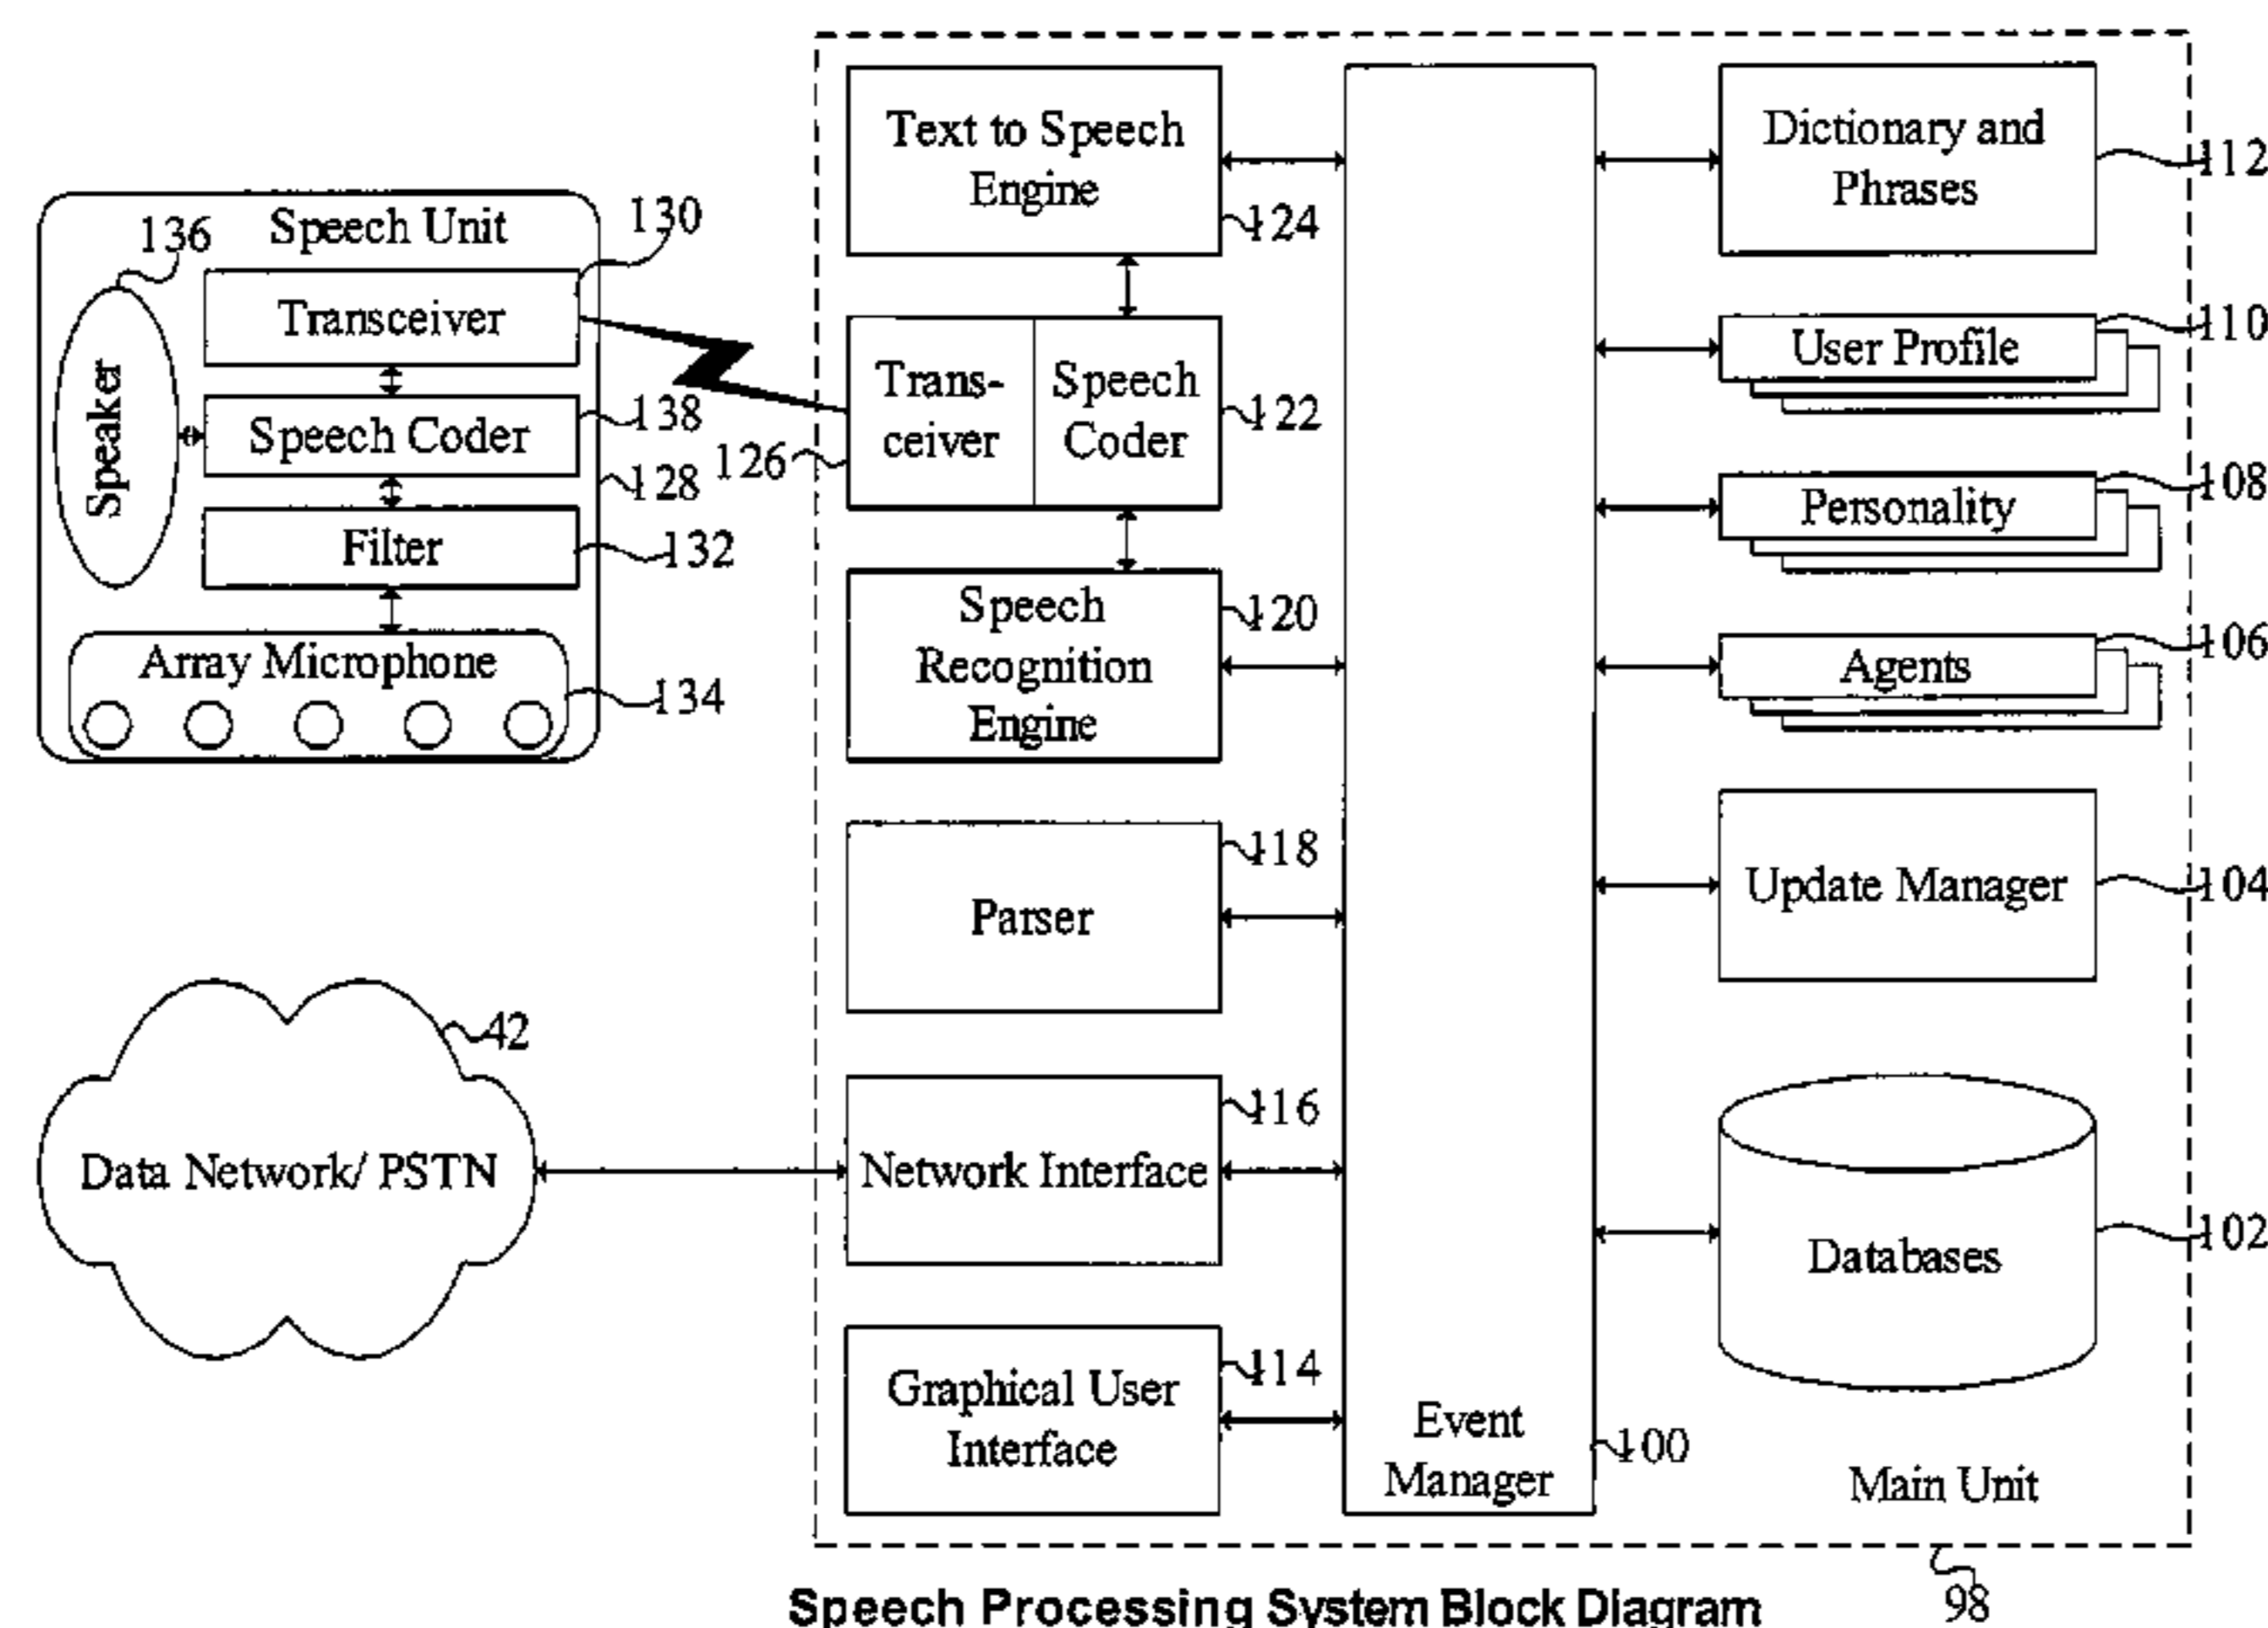 Speech Unit
130
136
Transceiver
Speaker
Speech Coder
138
128
Filter
132
Array Microphone
134
42
Data Network/ PSTN
Text to Speech
Engine
124
Trans-
ceiver
126
Speech
Coder
122
Speech
Recognition
Engine
120
Parser
118
Network Interface
116
Graphical User
Interface
114
Event
Manager
100
Dictionary and
Phrases
112
User Profile
110
Personality
108
Agents
106
Update Manager
104
Databases
102
Main Unit
98
Speech Processing System Block Diagram